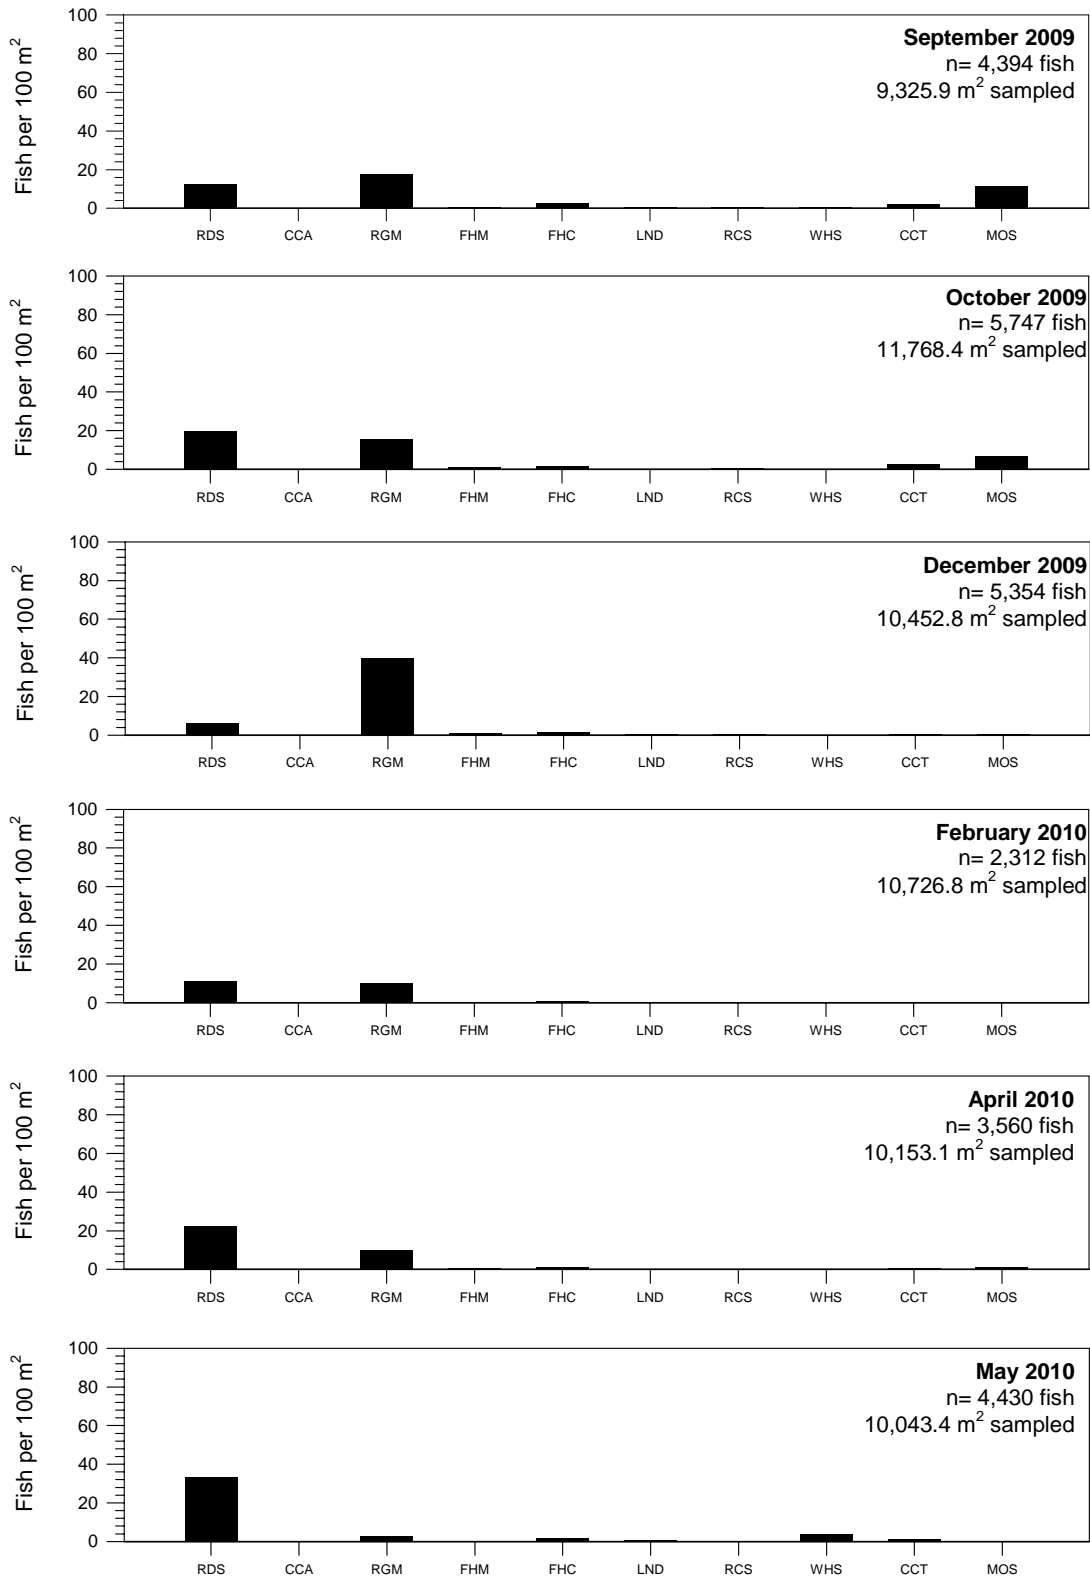 Fish per 100 m²
100
80
60
40
20
0
September 2009
n= 4,394 fish
9,325.9 m² sampled
RDS CCA RGM FHM FHC LND RCS WHS CCT MOS
Fish per 100 m²
100
80
60
40
20
0
October 2009
n= 5,747 fish
11,768.4 m² sampled
RDS CCA RGM FHM FHC LND RCS WHS CCT MOS
Fish per 100 m²
100
80
60
40
20
0
December 2009
n= 5,354 fish
10,452.8 m² sampled
RDS CCA RGM FHM FHC LND RCS WHS CCT MOS
Fish per 100 m²
100
80
60
40
20
0
February 2010
n= 2,312 fish
10,726.8 m² sampled
RDS CCA RGM FHM FHC LND RCS WHS CCT MOS
Fish per 100 m²
100
80
60
40
20
0
April 2010
n= 3,560 fish
10,153.1 m² sampled
RDS CCA RGM FHM FHC LND RCS WHS CCT MOS
Fish per 100 m²
100
80
60
40
20
0
May 2010
n= 4,430 fish
10,043.4 m² sampled
RDS CCA RGM FHM FHC LND RCS WHS CCT MOS